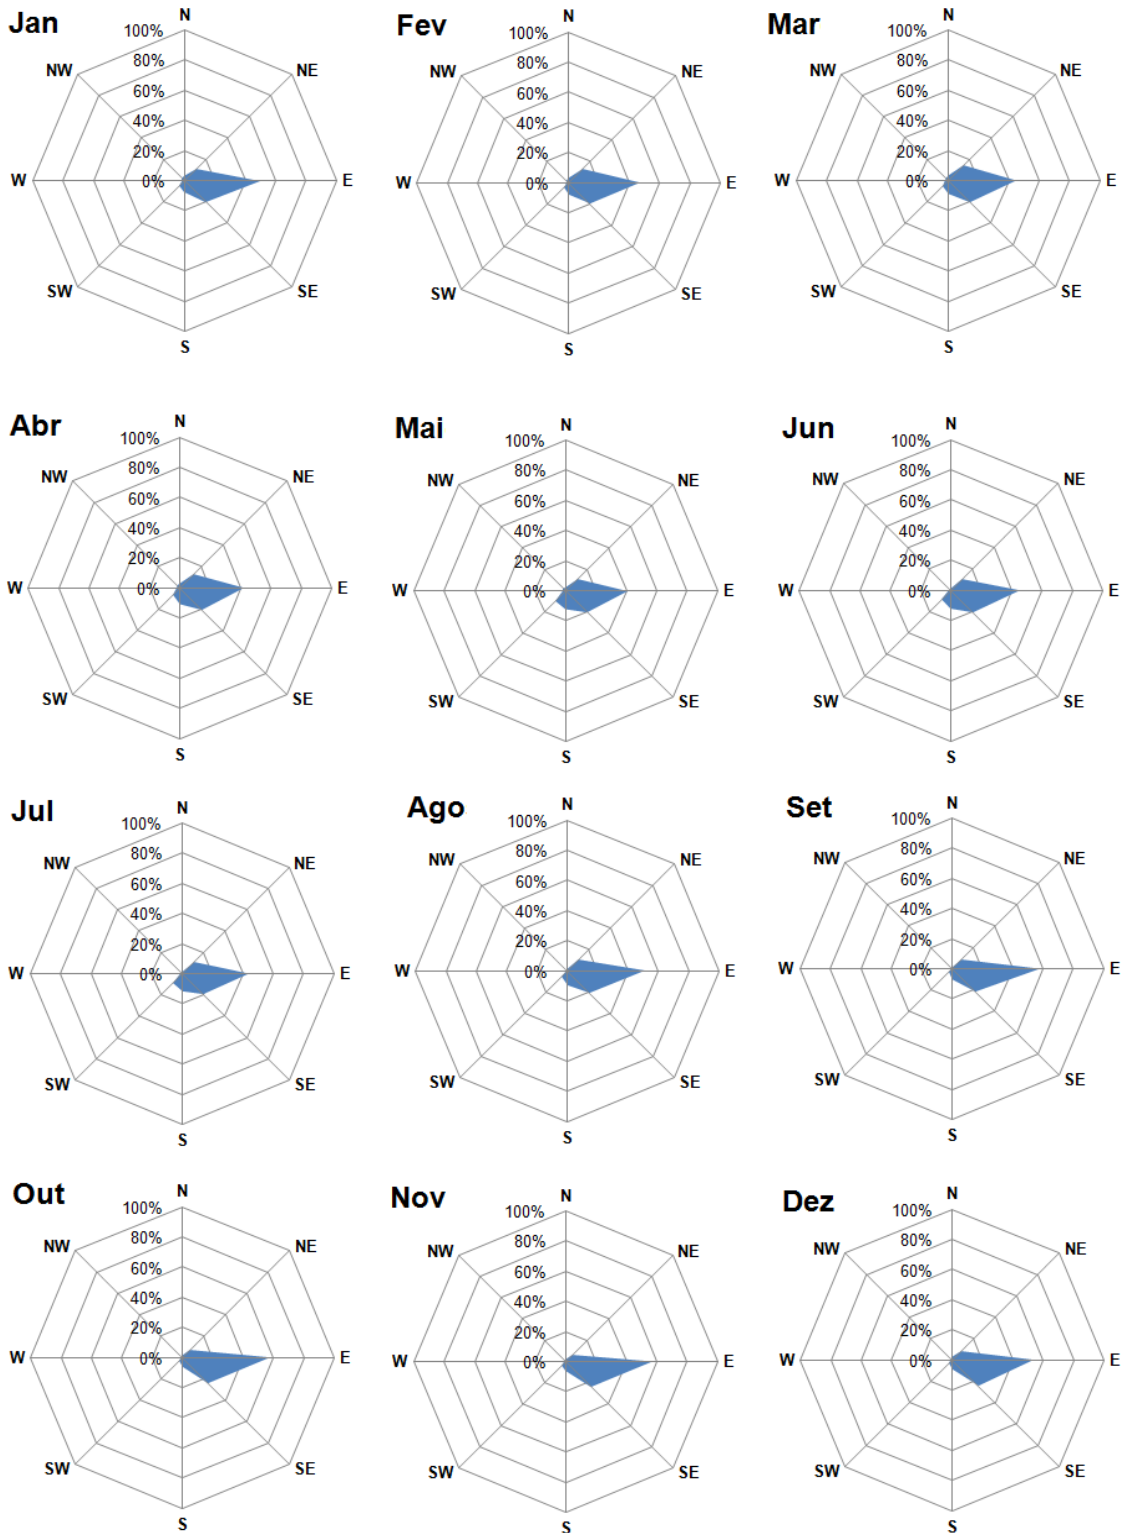 Jan
N
100%
NW
NE
80%
60%
40%
20%
W
0%
E
SW
SE
S
Fev
N
100%
NW
NE
80%
60%
40%
20%
W
0%
E
SW
SE
S
Mar
N
100%
NW
NE
80%
60%
40%
20%
W
0%
E
SW
SE
S
Abr
N
100%
NW
NE
80%
60%
40%
20%
W
0%
E
SW
SE
S
Mai
N
100%
NW
NE
80%
60%
40%
20%
W
0%
E
SW
SE
S
Jun
N
100%
NW
NE
80%
60%
40%
20%
W
0%
E
SW
SE
S
Jul
N
100%
NW
NE
80%
60%
40%
20%
W
0%
E
SW
SE
S
Ago
N
100%
NW
NE
80%
60%
40%
20%
W
0%
E
SW
SE
S
Set
N
100%
NW
NE
80%
60%
40%
20%
W
0%
E
SW
SE
S
Out
N
100%
NW
NE
80%
60%
40%
20%
W
0%
E
SW
SE
S
Nov
N
100%
NW
NE
80%
60%
40%
20%
W
0%
E
SW
SE
S
Dez
N
100%
NW
NE
80%
60%
40%
20%
W
0%
E
SW
SE
S